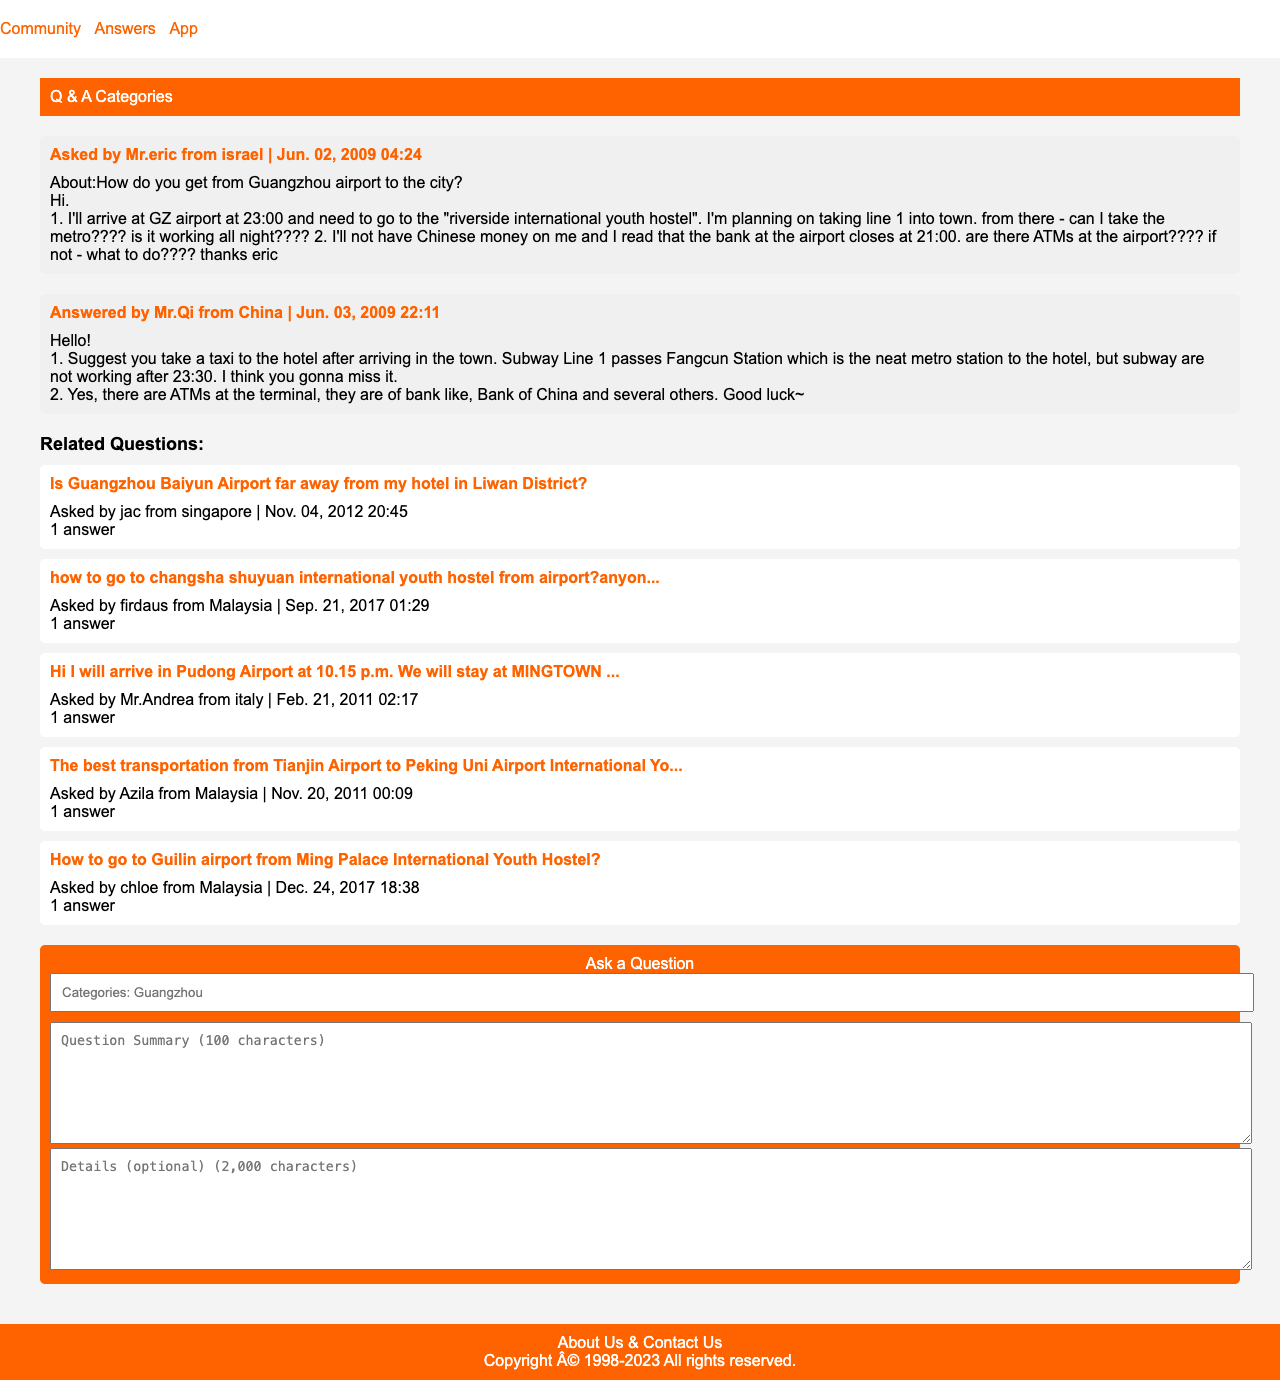 Community Answers App
Q & A Categories
Asked by Mr.eric from israel | Jun. 02, 2009 04:24
About:How do you get from Guangzhou airport to the city?
Hi.
1. I'll arrive at GZ airport at 23:00 and need to go to the "riverside international youth hostel". I'm planning on taking line 1 into town. from there - can I take the
metro???? is it working all night???? 2. I'll not have Chinese money on me and I read that the bank at the airport closes at 21:00. are there ATMs at the airport???? if
not - what to do???? thanks eric
Answered by Mr.Qi from China | Jun. 03, 2009 22:11
Hello!
1. Suggest you take a taxi to the hotel after arriving in the town. Subway Line 1 passes Fangcun Station which is the neat metro station to the hotel, but subway are
not working after 23:30. I think you gonna miss it.
2. Yes, there are ATMs at the terminal, they are of bank like, Bank of China and several others. Good luck~
Related Questions:
Is Guangzhou Baiyun Airport far away from my hotel in Liwan District?
Asked by jac from singapore | Nov. 04, 2012 20:45
1 answer
how to go to changsha shuyuan international youth hostel from airport?anyon...
Asked by firdaus from Malaysia | Sep. 21, 2017 01:29
1 answer
Hi I will arrive in Pudong Airport at 10.15 p.m. We will stay at MINGTOWN ...
Asked by Mr.Andrea from italy | Feb. 21, 2011 02:17
1 answer
The best transportation from Tianjin Airport to Peking Uni Airport International Yo...
Asked by Azila from Malaysia | Nov. 20, 2011 00:09
1 answer
How to go to Guilin airport from Ming Palace International Youth Hostel?
Asked by chloe from Malaysia | Dec. 24, 2017 18:38
1 answer
Ask a Question
Categories: Guangzhou
Question Summary (100 characters)
Details (optional) (2,000 characters)
About Us & Contact Us
Copyright Â© 1998-2023 All rights reserved.